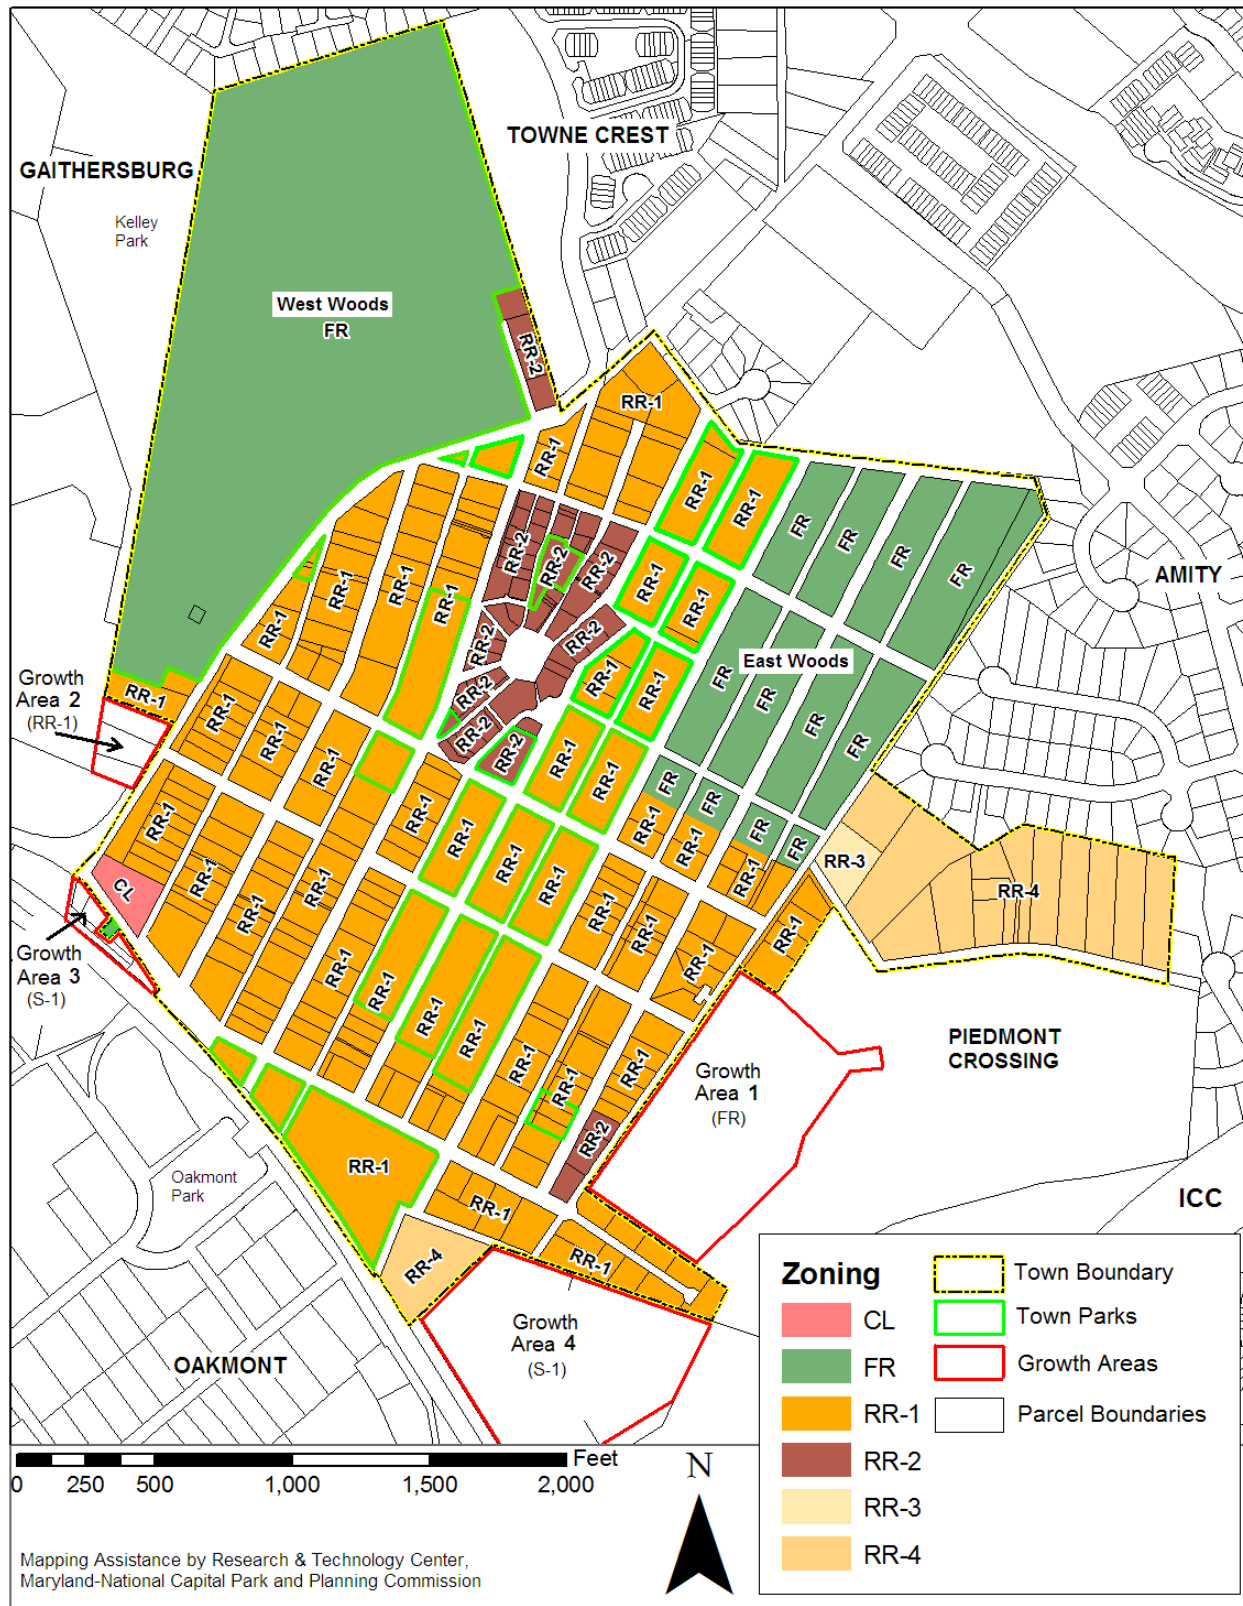 TOWNE CREST
GAITHERSBURG
Kelley
Park
West Woods
FR
RR-2
RR-1
RR-1
RR-1
RR-1
FR
FR
FR
FR
RR-2
RR-2
RR-2
RR-1
RR-1
RR-1
RR-1
RR-1
RR-1
AMITY
RR-2
RR-2
East Woods
RR-1
RR-1
FR
FR
FR
FR
Growth
Area 2
(RR-1)
RR-1
RR-1
RR-1
RR-1
RR-2
RR-2
RR-2
RR-1
RR-1
FR
FR
FR
FR
RR-1
RR-1
RR-1
RR-1
RR-1
RR-1
RR-1
RR-1
RR-3
RR-4
CL
RR-1
RR-1
RR-1
RR-1
RR-1
RR-1
RR-1
RR-1
Growth
Area 3
(S-1)
RR-1
RR-1
RR-1
RR-1
RR-1
RR-1
RR-2
PIEDMONT
CROSSING
Growth
Area 1
(FR)
Oakmont
Park
RR-1
RR-1
RR-1
RR-4
ICC
Growth
Area 4
(S-1)
OAKMONT
Zoning
CL
FR
RR-1
RR-2
RR-3
RR-4
Town Boundary
Town Parks
Growth Areas
Parcel Boundaries
Feet
0 250 500 1,000 1,500 2,000
N
Mapping Assistance by Research & Technology Center,
Maryland-National Capital Park and Planning Commission